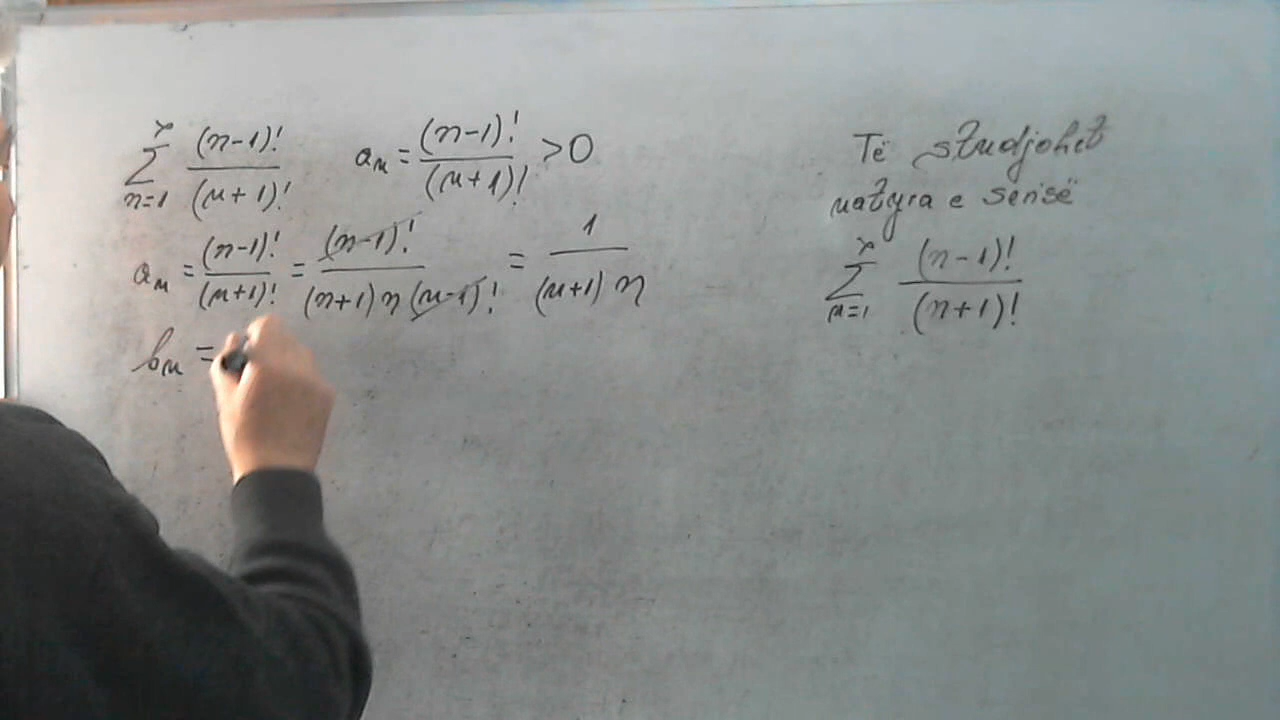 ∑_{n=1}^{∞} (n-1)!/(n+1)!   a_n = (n-1)!/(n+1)! > 0
a_n = (n-1)!/(n+1)! = (n-1)!/((n+1) n (n-1)!) = 1/((n+1) n)
b_n =
Të studjohet
natyra e serisë
∑_{n=1}^{∞} (n-1)!/(n+1)!